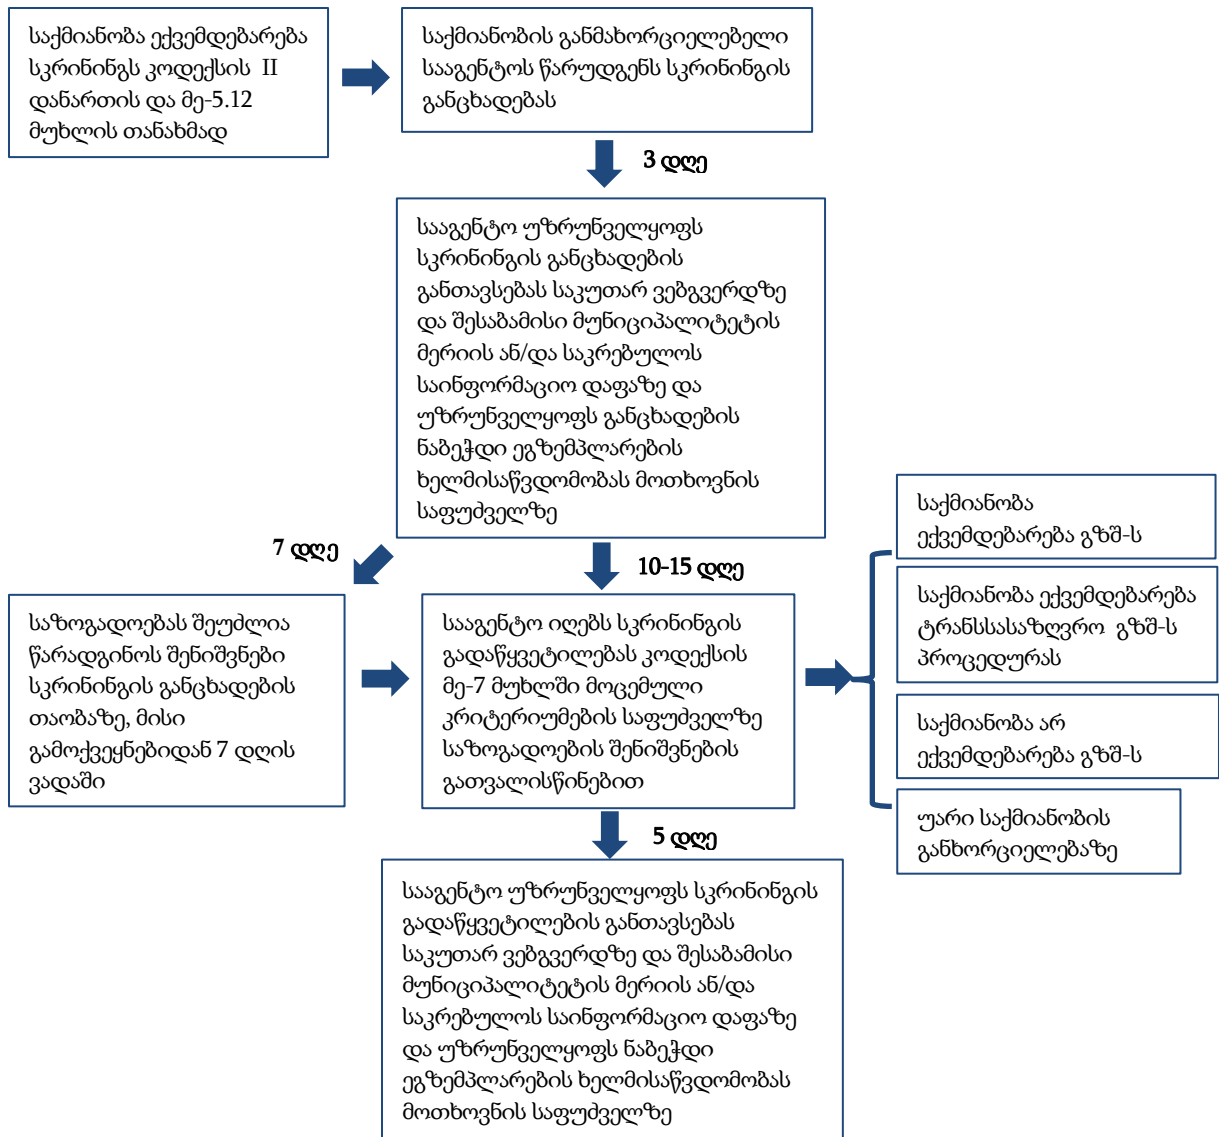 საქმიანობა ექვემდებარება
სკრინინგს კოდექსის II
დანართის და მე-5.12
მუხლის თანახმად
საქმიანობის განმახორციელებელი
სააგენტოს წარუდგენს სკრინინგის
განცხადებას
3 დღე
სააგენტო უზრუნველყოფს
სკრინინგის განცხადების
განთავსებას საკუთარ ვებგვერდზე
და შესაბამისი მუნიციპალიტეტის
მერიის ან/და საკრებულოს
საინფორმაციო დაფაზე და
უზრუნველყოფს განცხადების
ნაბეჭდი ეგზემპლარების
ხელმისაწვდომობას მოთხოვნის
საფუძველზე
7 დღე
10-15 დღე
საზოგადოებას შეუძლია
წარადგინოს შენიშვნები
სკრინინგის განცხადების
თაობაზე, მისი
გამოქვეყნებიდან 7 დღის
ვადაში
სააგენტო იღებს სკრინინგის
გადაწყვეტილებას კოდექსის
მე-7 მუხლში მოცემული
კრიტერიუმების საფუძველზე
საზოგადოების შენიშვნების
გათვალისწინებით
საქმიანობა
ექვემდებარება გზშ-ს
საქმიანობა ექვემდებარება
ტრანსსასაზღვრო გზშ-ს
პროცედურას
საქმიანობა არ
ექვემდებარება გზშ-ს
უარი საქმიანობის
განხორციელებაზე
5 დღე
სააგენტო უზრუნველყოფს სკრინინგის
გადაწყვეტილების განთავსებას
საკუთარ ვებგვერდზე და შესაბამისი
მუნიციპალიტეტის მერიის ან/და
საკრებულოს საინფორმაციო დაფაზე
და უზრუნველყოფს ნაბეჭდი
ეგზემპლარების ხელმისაწვდომობას
მოთხოვნის საფუძველზე